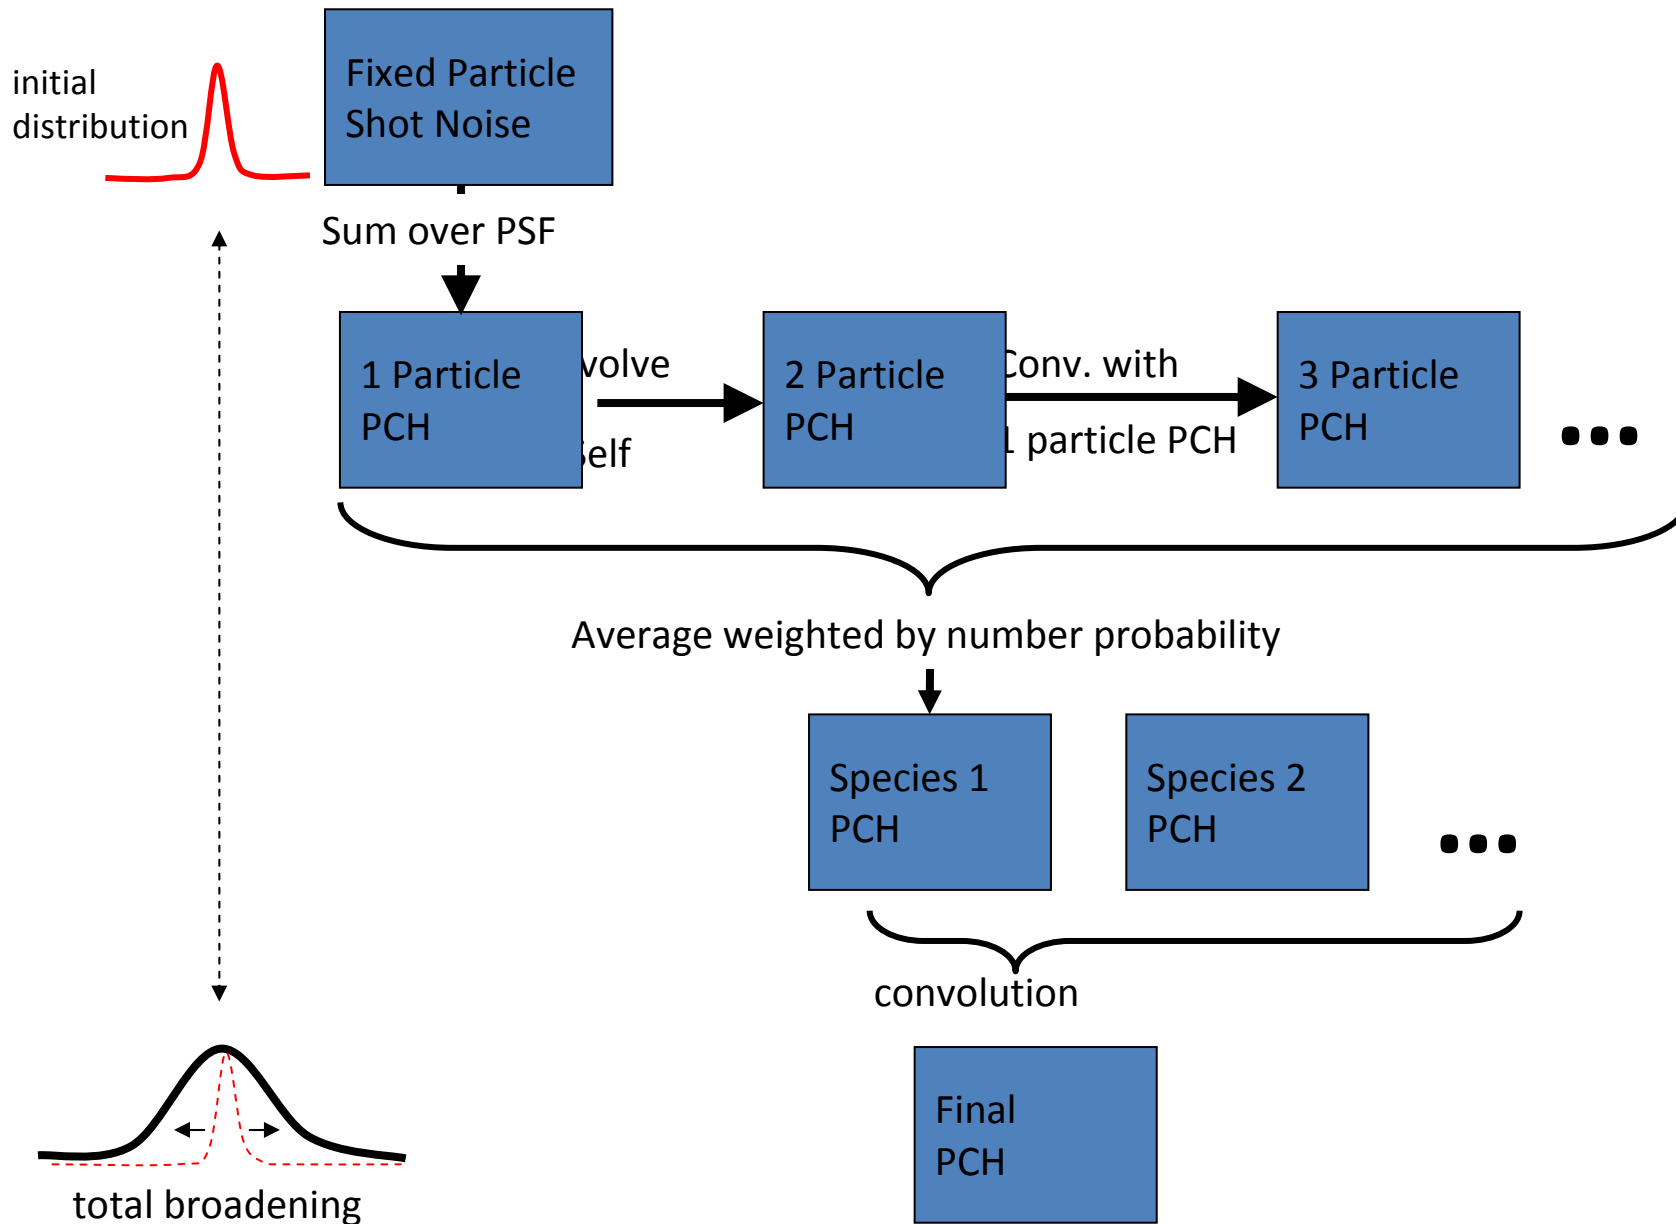 initial
distribution
Fixed Particle
Shot Noise
Sum over PSF
1 Particle
PCH
volve
Self
2 Particle
PCH
Conv. with
1 particle PCH
3 Particle
PCH
...
Average weighted by number probability
Species 1
PCH
Species 2
PCH
...
convolution
Final
PCH
total broadening